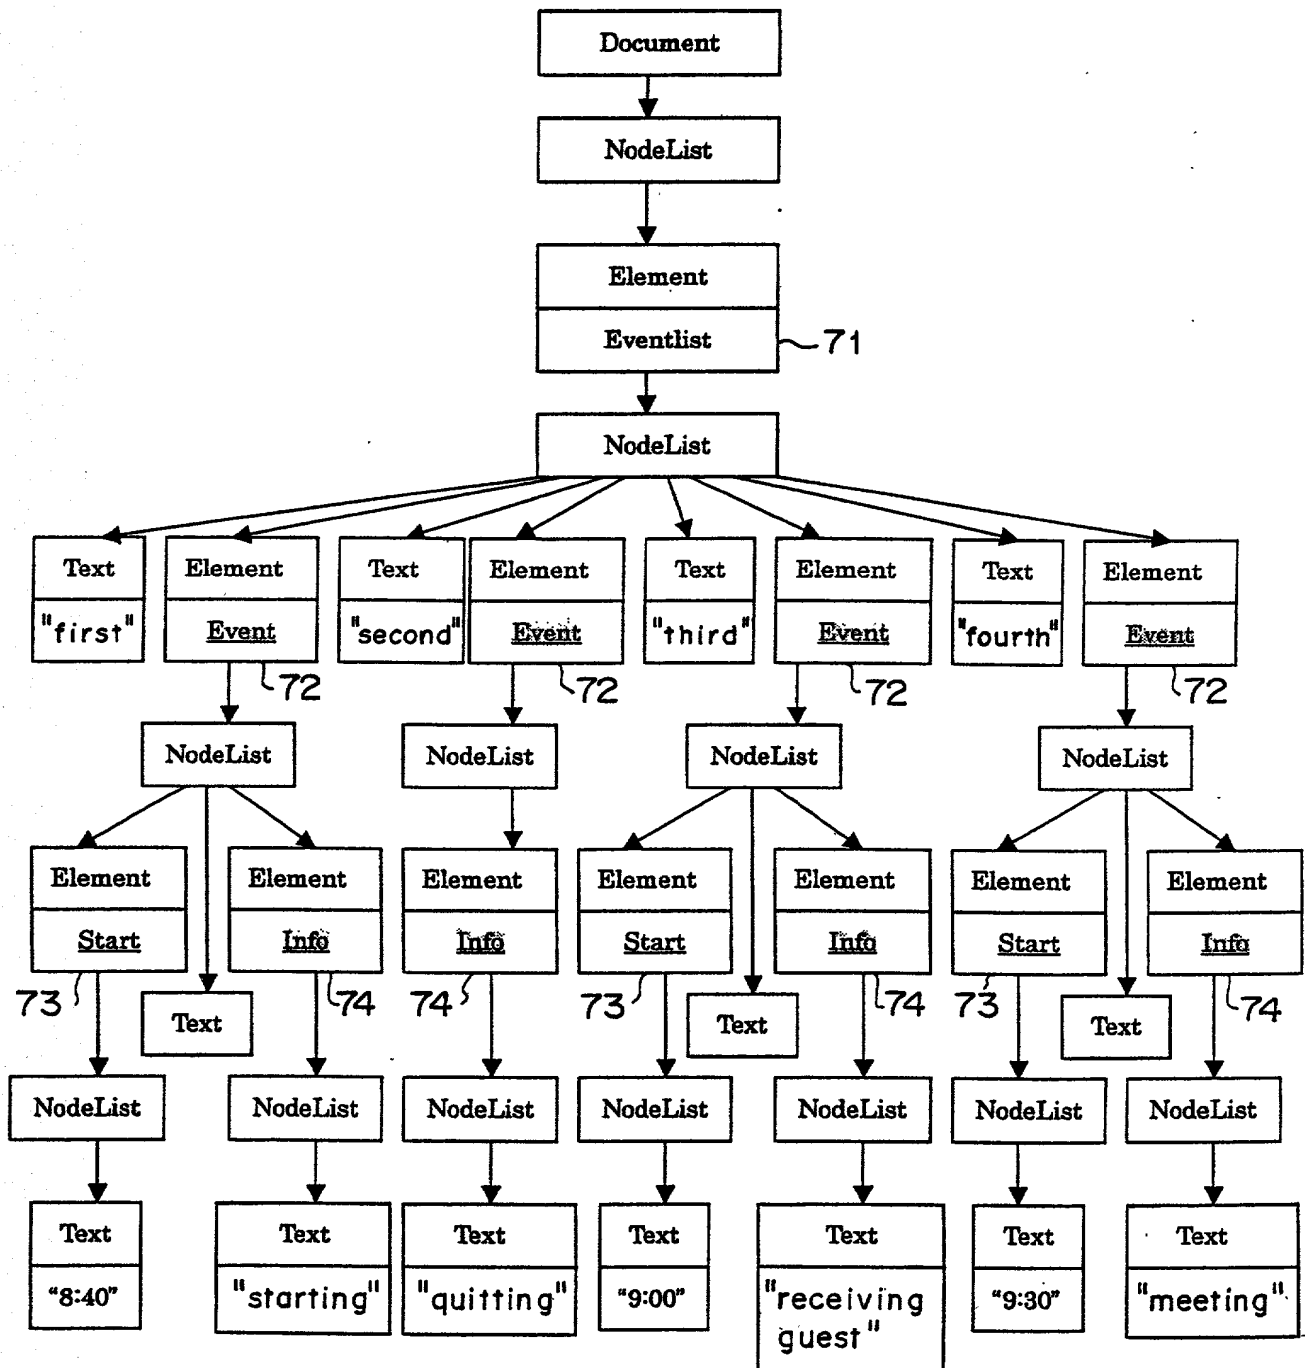 Document
NodeList
Element
Eventlist
71
NodeList
Text Element Text Element Text Element Text Element
"first" Event "second" Event "third" Event "fourth" Event
72 72 72 72
NodeList NodeList NodeList NodeList
Element Element Element Element Element Element Element
Start Info Info Start Info Start Info
73 74 74 73 74 73 74
Text Text Text
NodeList NodeList NodeList NodeList NodeList NodeList NodeList
Text Text Text Text Text Text Text
"8:40" "starting" "quitting" "9:00" "receiving "9:30" "meeting"
guest"